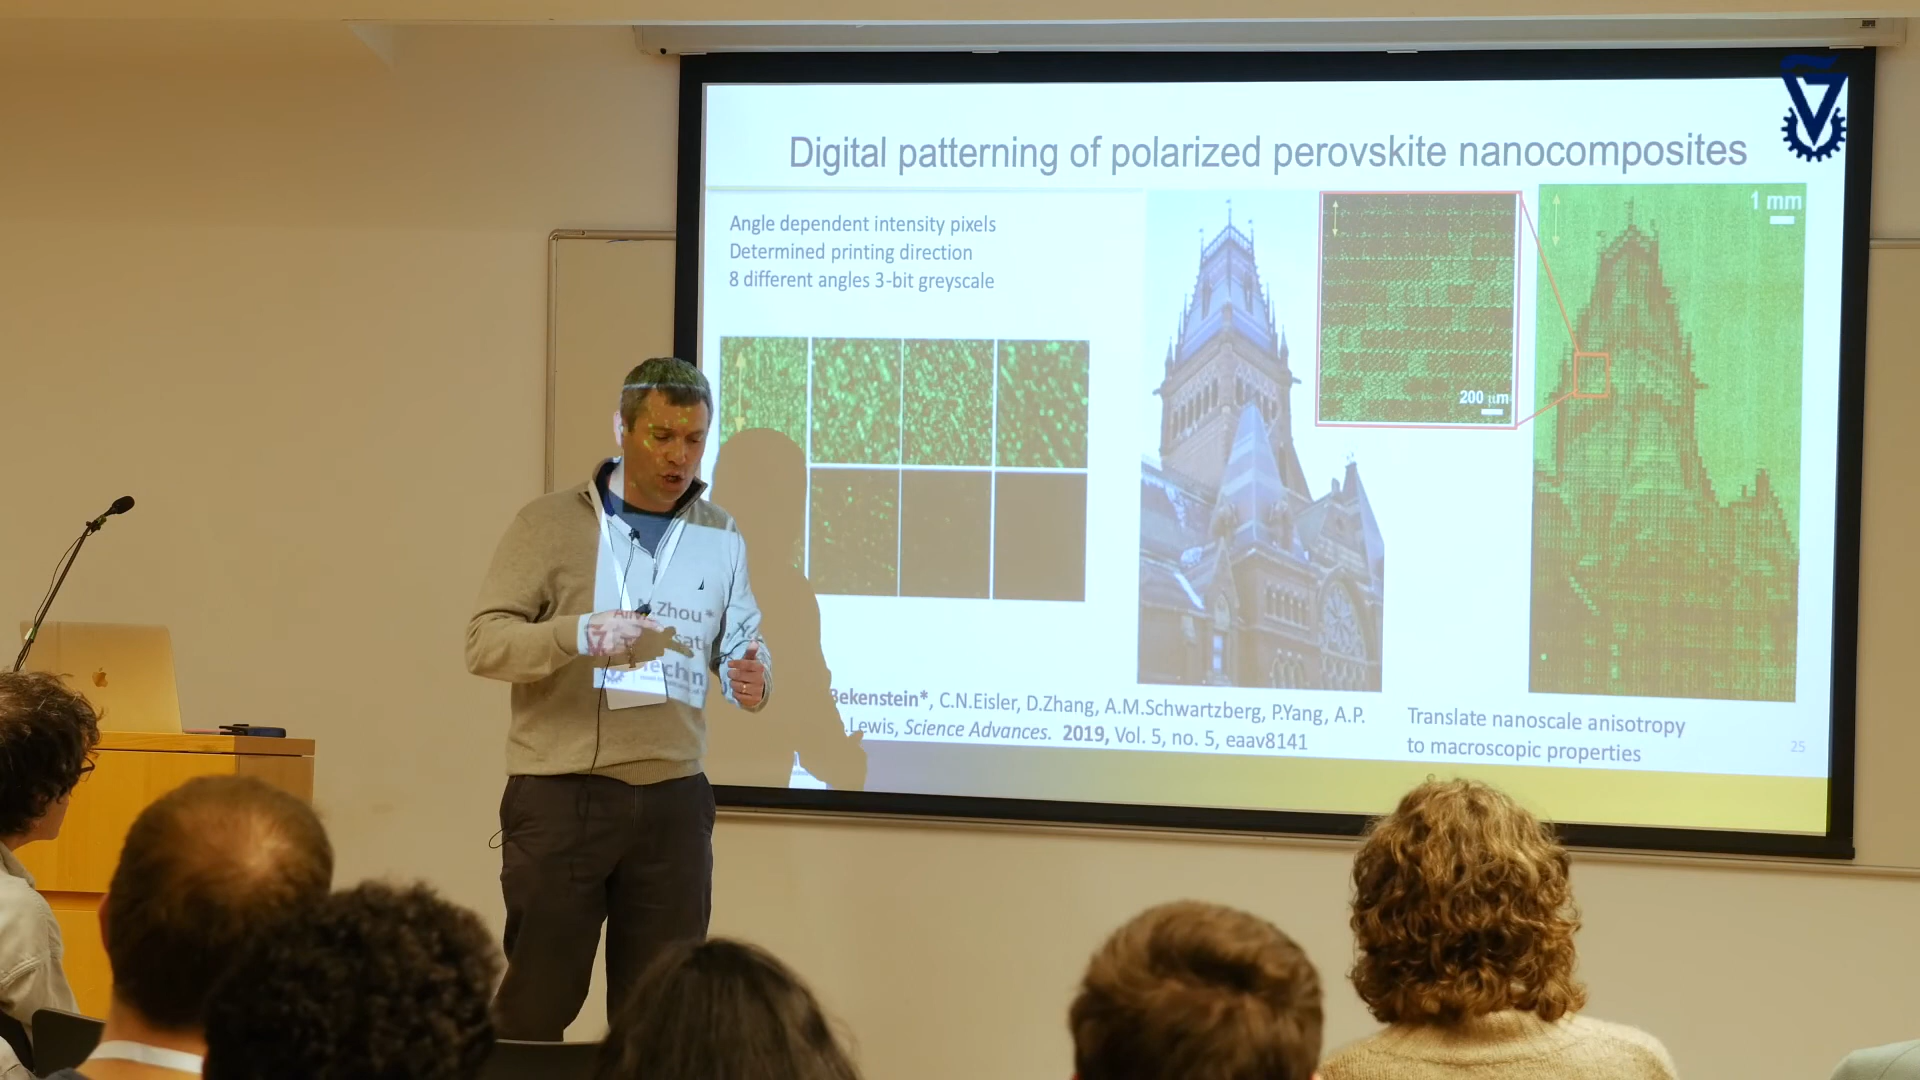 Digital patterning of polarized perovskite nanocomposites
Angle dependent intensity pixels
Determined printing direction
8 different angles 3-bit greyscale
200 µm
1 mm
N.Zhou*
Bekenstein*, C.N.Eisler, D.Zhang, A.M.Schwartzberg, P.Yang, A.P.
.Lewis, Science Advances. 2019, Vol. 5, no. 5, eaav8141
Translate nanoscale anisotropy
to macroscopic properties
25